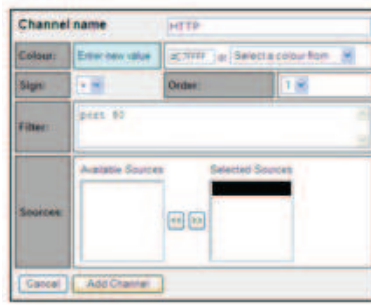 Channel name HTTP
Colour: Enter new value #C7FFFF or Select a colour from
Sign: + Order: 1
Filter: port 80
Available Sources Selected Sources
Sources: << >>
Cancel Add Channel